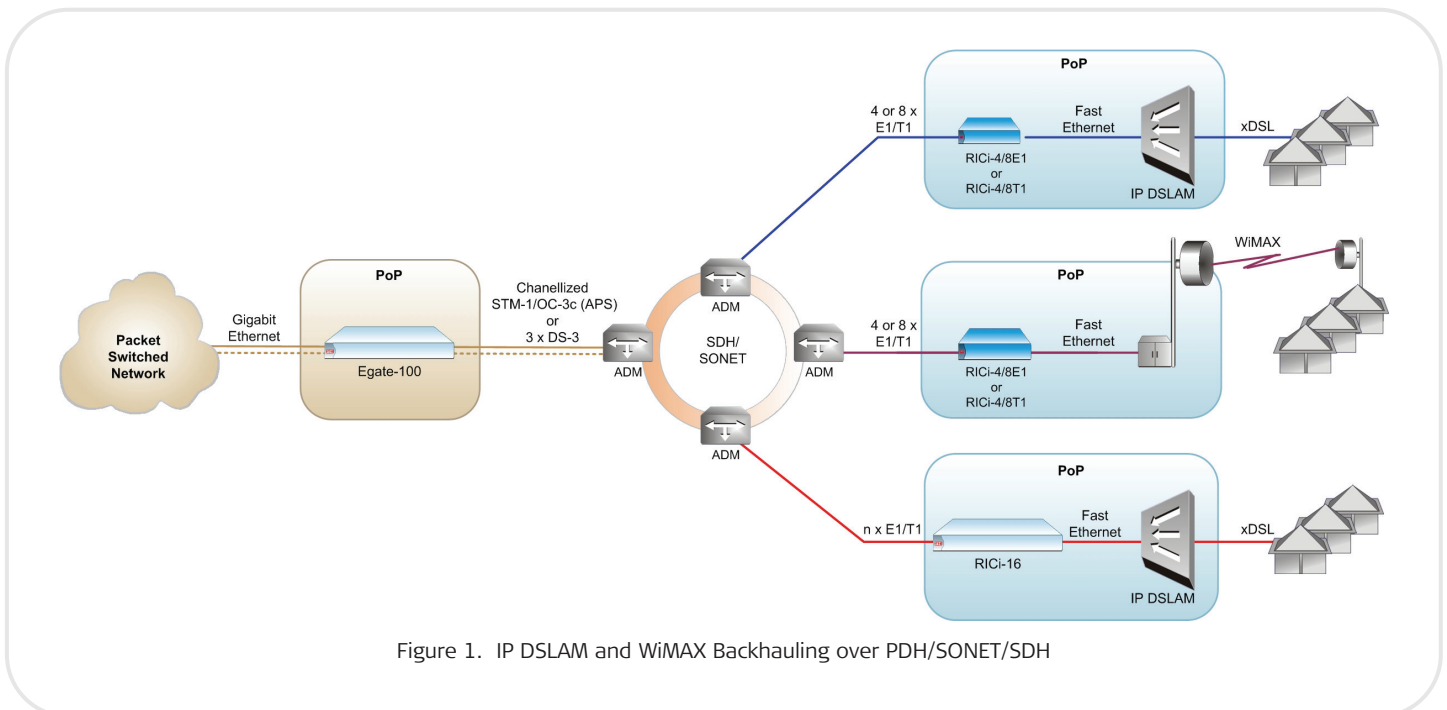 Packet
Switched
Network
Gigabit
Ethernet
PoP
Egate-100
Chanellized
STM-1/OC-3c (APS)
or
3 x DS-3
ADM
ADM
SDH/
SONET
ADM
ADM
4 or 8 x
E1/T1
PoP
RICi-4/8E1
or
RICi-4/8T1
Fast
Ethernet
IP DSLAM
xDSL
4 or 8 x
E1/T1
PoP
RICi-4/8E1
or
RICi-4/8T1
Fast
Ethernet
WiMAX
n x E1/T1
PoP
RICi-16
Fast
Ethernet
IP DSLAM
xDSL
Figure 1. IP DSLAM and WiMAX Backhauling over PDH/SONET/SDH